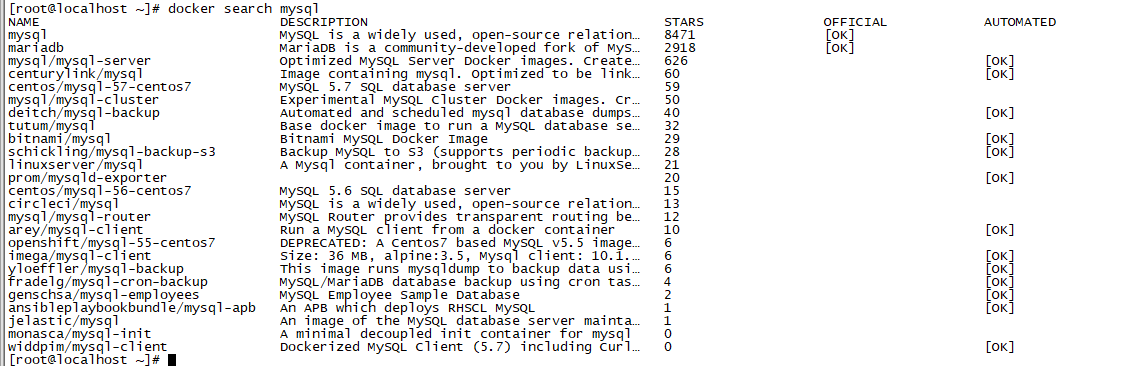 [root@localhost ~]# docker search mysql
NAME DESCRIPTION STARS OFFICIAL AUTOMATED
mysql MySQL is a widely used, open-source relation… 8471 [OK]
mariadb MariaDB is a community-developed fork of MyS… 2918 [OK]
mysql/mysql-server Optimized MySQL Server Docker images. Create… 626 [OK]
centurylink/mysql Image containing mysql. Optimized to be link… 60 [OK]
centos/mysql-57-centos7 MySQL 5.7 SQL database server 59
mysql/mysql-cluster Experimental MySQL Cluster Docker images. Cr… 50
deitch/mysql-backup Automated and scheduled mysql database dumps… 40 [OK]
tutum/mysql Base docker image to run a MySQL database se… 32
bitnami/mysql Bitnami MySQL Docker Image 29 [OK]
schickling/mysql-backup-s3 Backup MySQL to S3 (supports periodic backup… 28 [OK]
linuxserver/mysql A Mysql container, brought to you by LinuxSe… 21
prom/mysqld-exporter 20 [OK]
centos/mysql-56-centos7 MySQL 5.6 SQL database server 15
circleci/mysql MySQL is a widely used, open-source relation… 13
mysql/mysql-router MySQL Router provides transparent routing be… 12
arey/mysql-client Run a MySQL client from a docker container 10 [OK]
openshift/mysql-55-centos7 DEPRECATED: A Centos7 based MySQL v5.5 image… 6
imega/mysql-client Size: 36 MB, alpine:3.5, Mysql client: 10.1.… 6 [OK]
yloeffler/mysql-backup This image runs mysqldump to backup data usi… 6 [OK]
fradelg/mysql-cron-backup MySQL/MariaDB database backup using cron tas… 4 [OK]
genschsa/mysql-employees MySQL Employee Sample Database 2 [OK]
ansibleplaybookbundle/mysql-apb An APB which deploys RHSCL MySQL 1 [OK]
jelastic/mysql An image of the MySQL database server mainta… 1
monasca/mysql-init A minimal decoupled init container for mysql 0
widdpim/mysql-client Dockerized MySQL Client (5.7) including Curl… 0 [OK]
[root@localhost ~]#